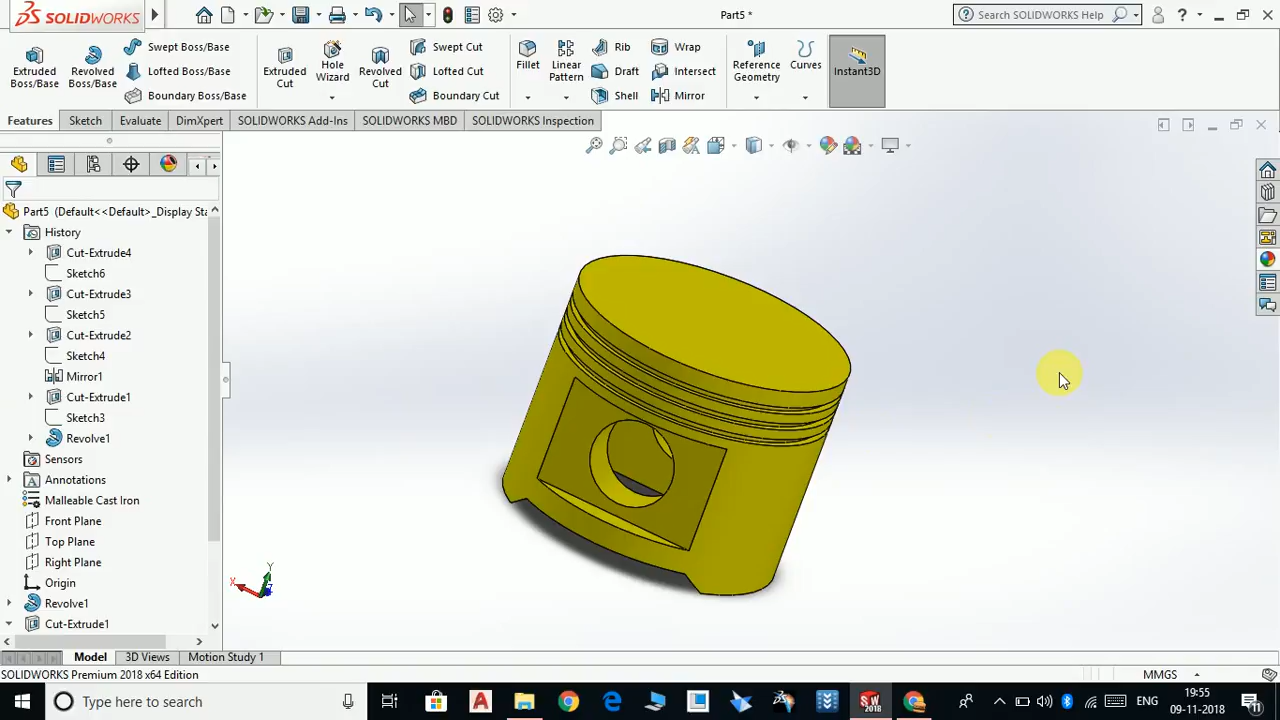 SOLIDWORKS
Part5 *
Search SOLIDWORKS Help
Extruded Boss/Base
Revolved Boss/Base
Swept Boss/Base
Lofted Boss/Base
Boundary Boss/Base
Extruded Cut
Hole Wizard
Revolved Cut
Swept Cut
Lofted Cut
Boundary Cut
Fillet
Linear Pattern
Rib
Draft
Shell
Wrap
Intersect
Mirror
Reference Geometry
Curves
Instant3D
Features
Sketch
Evaluate
DimXpert
SOLIDWORKS Add-Ins
SOLIDWORKS MBD
SOLIDWORKS Inspection
Part5 (Default<<Default>_Display Sta
History
Cut-Extrude4
Sketch6
Cut-Extrude3
Sketch5
Cut-Extrude2
Sketch4
Mirror1
Cut-Extrude1
Sketch3
Revolve1
Sensors
Annotations
Malleable Cast Iron
Front Plane
Top Plane
Right Plane
Origin
Revolve1
Cut-Extrude1
X
Y
Z
Model
3D Views
Motion Study 1
SOLIDWORKS Premium 2018 x64 Edition
MMGS
Type here to search
SW
2018
ENG
19:55
09-11-2018
11